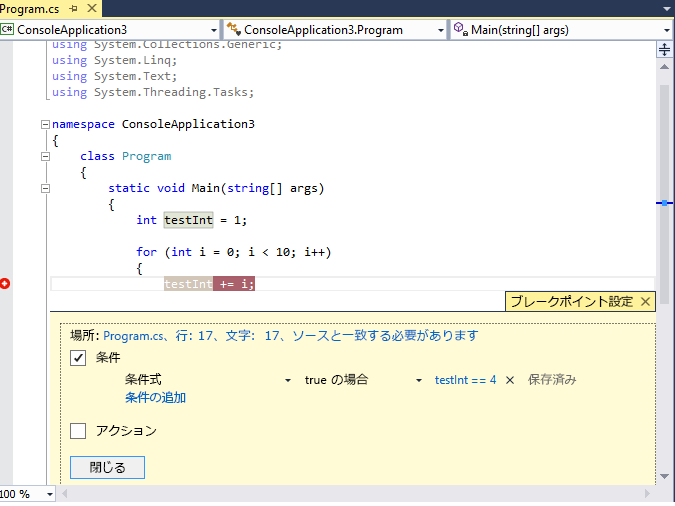 Program.cs
ConsoleApplication3 ConsoleApplication3.Program Main(string[] args)
using System.Collections.Generic;
using System.Linq;
using System.Text;
using System.Threading.Tasks;
namespace ConsoleApplication3
{
class Program
{
static void Main(string[] args)
{
int testInt = 1;
for (int i = 0; i < 10; i++)
{
testInt += i;
ブレークポイント設定
場所: Program.cs、行: 17、文字: 17、ソースと一致する必要があります
条件
条件式 true の場合 testInt == 4 保存済み
条件の追加
アクション
閉じる
100 %